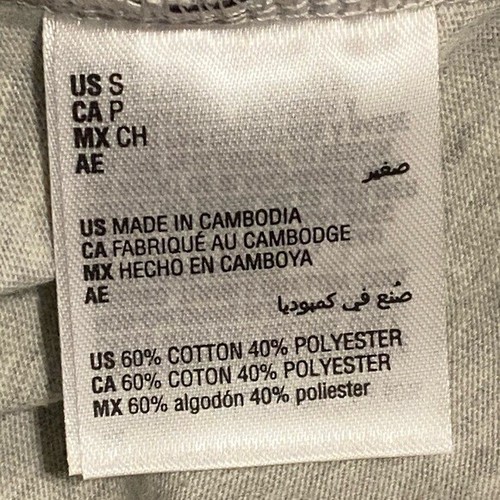 US S
CA P
MX CH
AE
صغير
US MADE IN CAMBODIA
CA FABRIQUÉ AU CAMBODGE
MX HECHO EN CAMBOYA
AE
صُنع في كمبوديا
US 60% COTTON 40% POLYESTER
CA 60% COTON 40% POLYESTER
MX 60% algodón 40% poliester